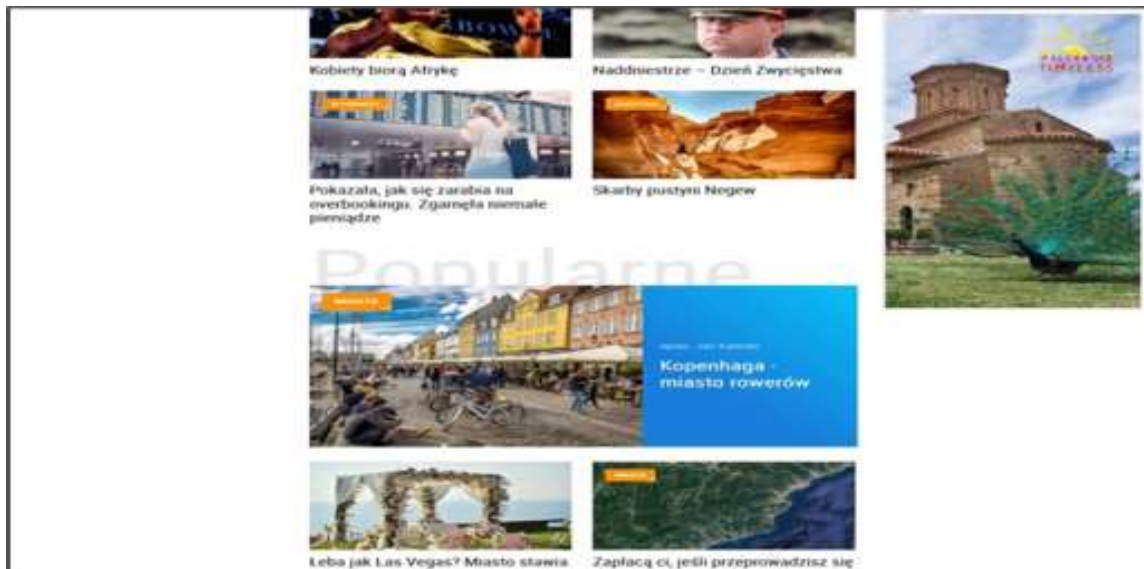 Kobiety biorą Afrykę
Naddniestrze – Dzień Zwycięstwa
Pokazała, jak się zarabia na
overbookingu. Zgarnęła niemałe
pieniądze
Skarby pustyni Negew
Popularne
Kopenhaga -
miasto rowerów
Łeba jak Las Vegas? Miasto stawia
Zapłacą ci, jeśli przeprowadzisz się